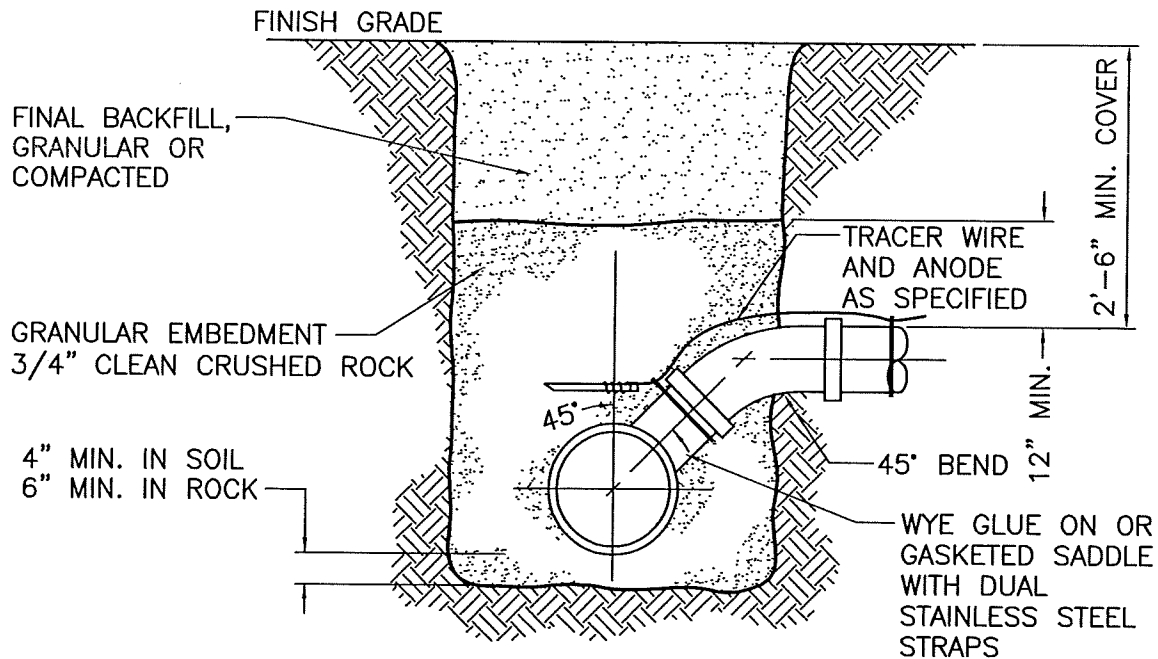 FINISH GRADE
FINAL BACKFILL,
GRANULAR OR
COMPACTED
2'-6" MIN. COVER
TRACER WIRE
AND ANODE
AS SPECIFIED
GRANULAR EMBEDMENT
3/4" CLEAN CRUSHED ROCK
12" MIN.
45°
4" MIN. IN SOIL
6" MIN. IN ROCK
45° BEND
WYE GLUE ON OR
GASKETED SADDLE
WITH DUAL
STAINLESS STEEL
STRAPS